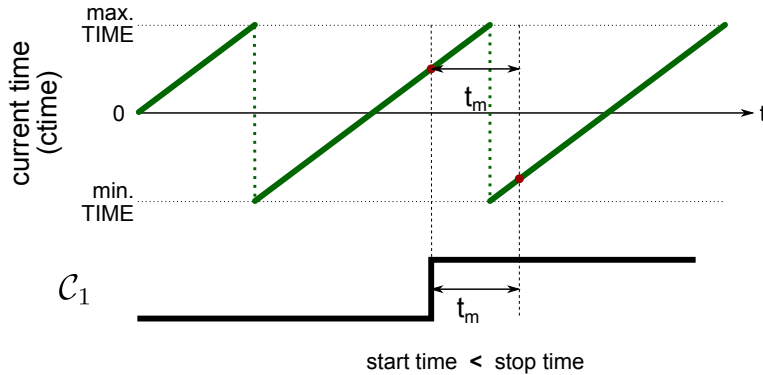 max.
TIME
current time
(ctime)
0
t
t_m
min.
TIME
C_1
t_m
start time < stop time